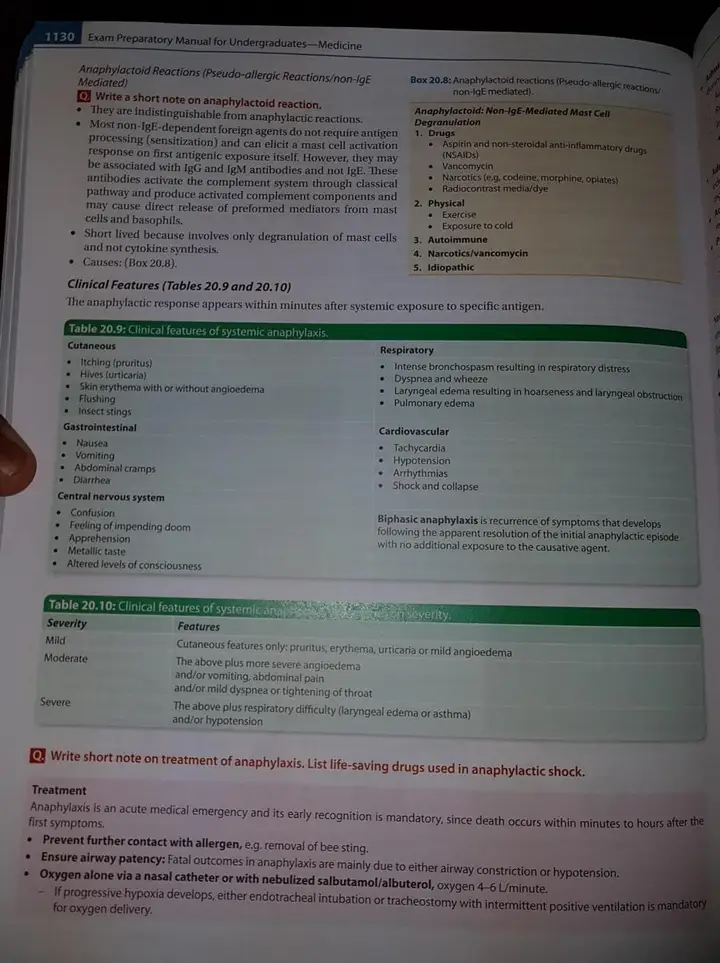 1130 Exam Preparatory Manual for Undergraduates—Medicine
Anaphylactoid Reactions (Pseudo-allergic Reactions/non-IgE
Mediated)
Q. Write a short note on anaphylactoid reaction.
• They are indistinguishable from anaphylactic reactions.
• Most non-IgE-dependent foreign agents do not require antigen
processing (sensitization) and can elicit a mast cell activation
response on first antigenic exposure itself. However, they may
be associated with IgG and IgM antibodies and not IgE. These
antibodies activate the complement system through classical
pathway and produce activated complement components and
may cause direct release of preformed mediators from mast
cells and basophils.
• Short lived because involves only degranulation of mast cells
and not cytokine synthesis.
• Causes: (Box 20.8).
Box 20.8: Anaphylactoid reactions (Pseudo-allergic reactions/
non-IgE mediated).
Anaphylactoid: Non-IgE-Mediated Mast Cell
Degranulation
1. Drugs
• Aspirin and non-steroidal anti-inflammatory drugs
(NSAIDs)
• Vancomycin
• Narcotics (e.g, codeine, morphine, opiates)
• Radiocontrast media/dye
2. Physical
• Exercise
• Exposure to cold
3. Autoimmune
4. Narcotics/vancomycin
5. Idiopathic
Clinical Features (Tables 20.9 and 20.10)
The anaphylactic response appears within minutes after systemic exposure to specific antigen.
Table 20.9: Clinical features of systemic anaphylaxis.
Cutaneous
• Itching (pruritus)
• Hives (urticaria)
• Skin erythema with or without angioedema
• Flushing
• Insect stings
Gastrointestinal
• Nausea
• Vomiting
• Abdominal cramps
• Diarrhea
Central nervous system
• Confusion
• Feeling of impending doom
• Apprehension
• Metallic taste
• Altered levels of consciousness
Respiratory
• Intense bronchospasm resulting in respiratory distress
• Dyspnea and wheeze
• Laryngeal edema resulting in hoarseness and laryngeal obstruction
• Pulmonary edema
Cardiovascular
• Tachycardia
• Hypotension
• Arrhythmias
• Shock and collapse
Biphasic anaphylaxis is recurrence of symptoms that develops
following the apparent resolution of the initial anaphylactic episode
with no additional exposure to the causative agent.
Table 20.10: Clinical features of systemic severity.
Severity Features
Mild Cutaneous features only: pruritus, erythema, urticaria or mild angioedema
Moderate The above plus more severe angioedema
and/or vomiting, abdominal pain
and/or mild dyspnea or tightening of throat
Severe The above plus respiratory difficulty (laryngeal edema or asthma)
and/or hypotension
Q. Write short note on treatment of anaphylaxis. List life-saving drugs used in anaphylactic shock.
Treatment
Anaphylaxis is an acute medical emergency and its early recognition is mandatory, since death occurs within minutes to hours after the
first symptoms.
• Prevent further contact with allergen, e.g. removal of bee sting.
• Ensure airway patency: Fatal outcomes in anaphylaxis are mainly due to either airway constriction or hypotension.
• Oxygen alone via a nasal catheter or with nebulized salbutamol/albuterol, oxygen 4–6 L/minute.
– If progressive hypoxia develops, either endotracheal intubation or tracheostomy with intermittent positive ventilation is mandatory
for oxygen delivery.